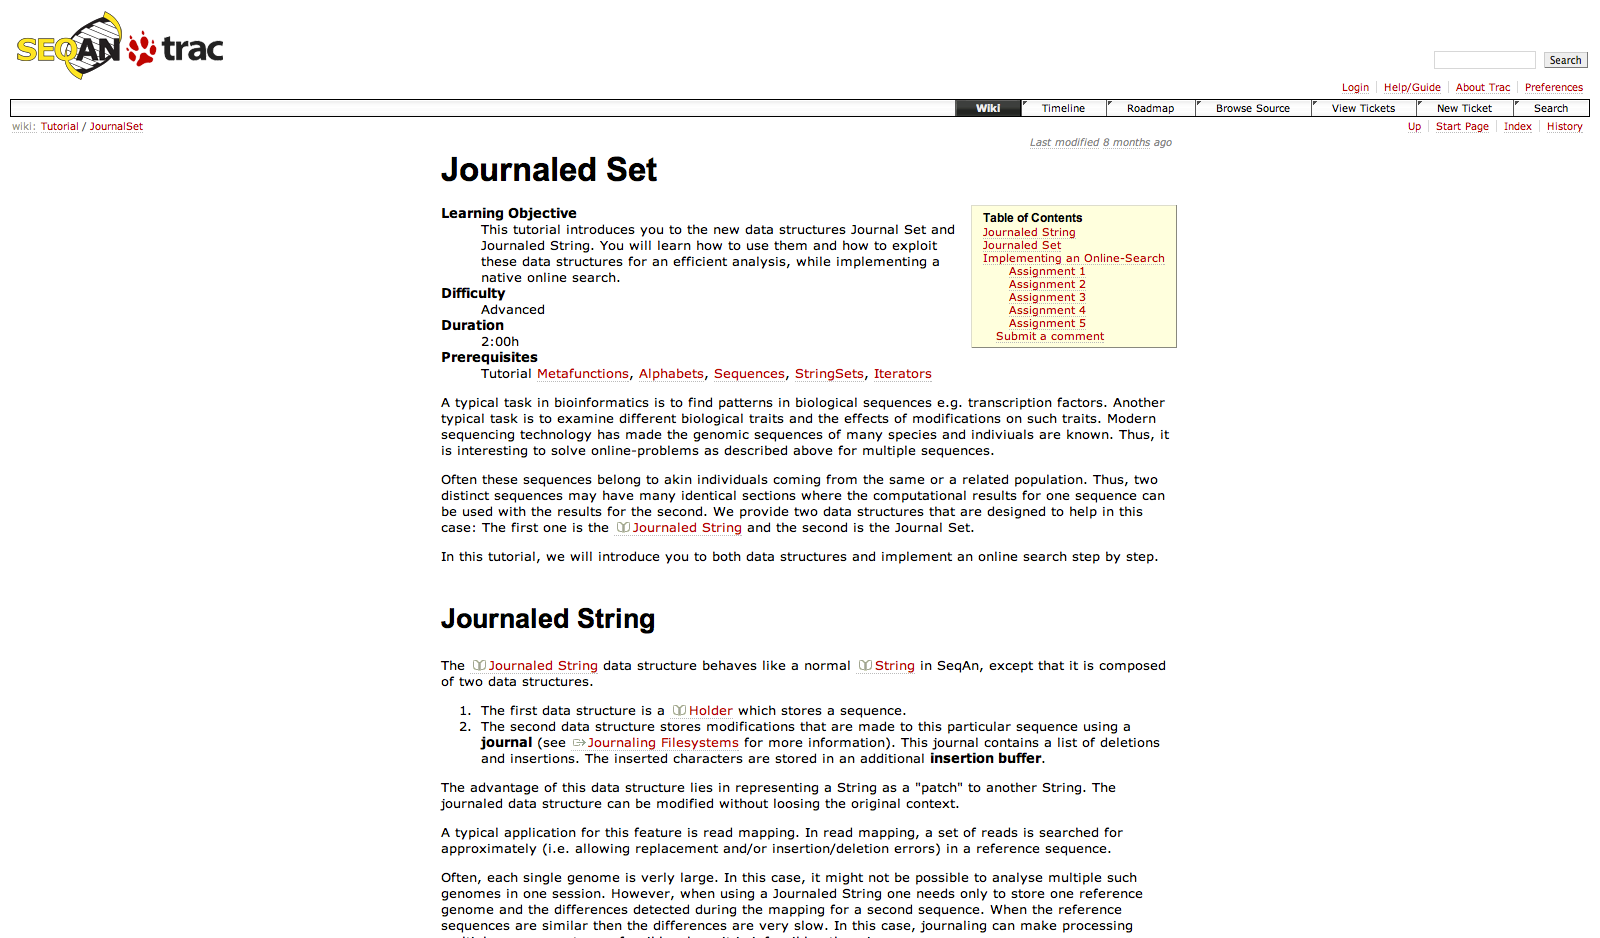 SEQAN trac
Search
Login Help/Guide About Trac Preferences
Wiki Timeline Roadmap Browse Source View Tickets New Ticket Search
wiki: Tutorial / JournalSet
Up Start Page Index History
Last modified 8 months ago
Journaled Set
Learning Objective
This tutorial introduces you to the new data structures Journal Set and
Journaled String. You will learn how to use them and how to exploit
these data structures for an efficient analysis, while implementing a
native online search.
Difficulty
Advanced
Duration
2:00h
Prerequisites
Tutorial Metafunctions, Alphabets, Sequences, StringSets, Iterators
Table of Contents
Journaled String
Journaled Set
Implementing an Online-Search
Assignment 1
Assignment 2
Assignment 3
Assignment 4
Assignment 5
Submit a comment
A typical task in bioinformatics is to find patterns in biological sequences e.g. transcription factors. Another
typical task is to examine different biological traits and the effects of modifications on such traits. Modern
sequencing technology has made the genomic sequences of many species and indiviuals are known. Thus, it
is interesting to solve online-problems as described above for multiple sequences.
Often these sequences belong to akin individuals coming from the same or a related population. Thus, two
distinct sequences may have many identical sections where the computational results for one sequence can
be used with the results for the second. We provide two data structures that are designed to help in this
case: The first one is the Journaled String and the second is the Journal Set.
In this tutorial, we will introduce you to both data structures and implement an online search step by step.
Journaled String
The Journaled String data structure behaves like a normal String in SeqAn, except that it is composed
of two data structures.
1. The first data structure is a Holder which stores a sequence.
2. The second data structure stores modifications that are made to this particular sequence using a
journal (see Journaling Filesystems for more information). This journal contains a list of deletions
and insertions. The inserted characters are stored in an additional insertion buffer.
The advantage of this data structure lies in representing a String as a "patch" to another String. The
journaled data structure can be modified without loosing the original context.
A typical application for this feature is read mapping. In read mapping, a set of reads is searched for
approximately (i.e. allowing replacement and/or insertion/deletion errors) in a reference sequence.
Often, each single genome is verly large. In this case, it might not be possible to analyse multiple such
genomes in one session. However, when using a Journaled String one needs only to store one reference
genome and the differences detected during the mapping for a second sequence. When the reference
sequences are similar then the differences are very slow. In this case, journaling can make processing